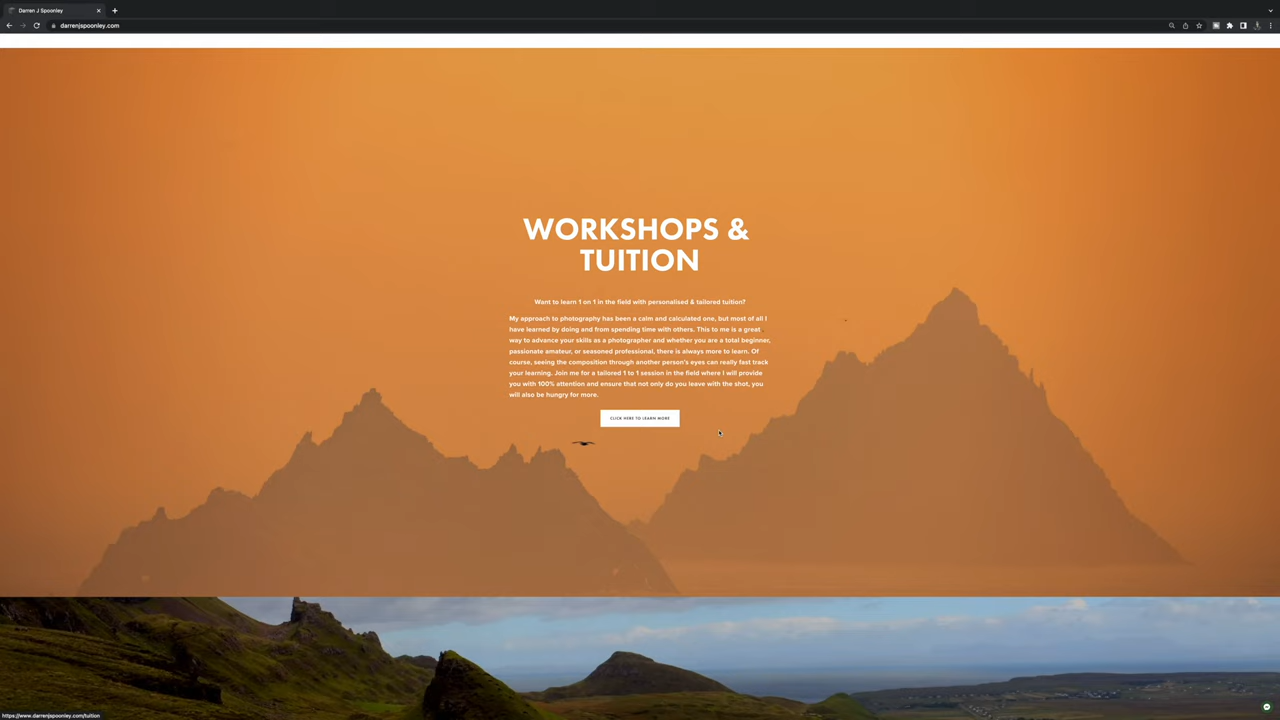 Darren J Spoonley
darrenjspoonley.com
WORKSHOPS &
TUITION
Want to learn 1 on 1 in the field with personalised & tailored tuition?
My approach to photography has been a calm and calculated one, but most of all I
have learned by doing and from spending time with others. This to me is a great
way to advance your skills as a photographer and whether you are a total beginner,
passionate amateur, or seasoned professional, there is always more to learn. Of
course, seeing the composition through another person's eyes can really fast track
your learning. Join me for a tailored 1 to 1 session in the field where I will provide
you with 100% attention and ensure that not only do you leave with the shot, you
will also be hungry for more.
CLICK HERE TO LEARN MORE
https://www.darrenjspoonley.com/tuition